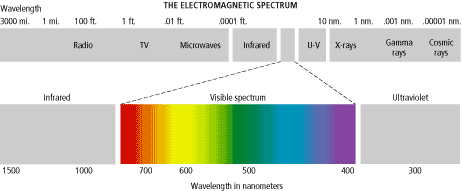 THE ELECTROMAGNETIC SPECTRUM
Wavelength
3000 mi. 1 mi. 100 ft. 1 ft. .01 ft. .0001 ft. 10 nm. 1 nm. .001 nm. .00001 nm.
Radio TV Microwaves Infrared U-V X-rays Gamma rays Cosmic rays
Infrared Visible spectrum Ultraviolet
1500 1000 700 600 500 400 300
Wavelength in nanometers